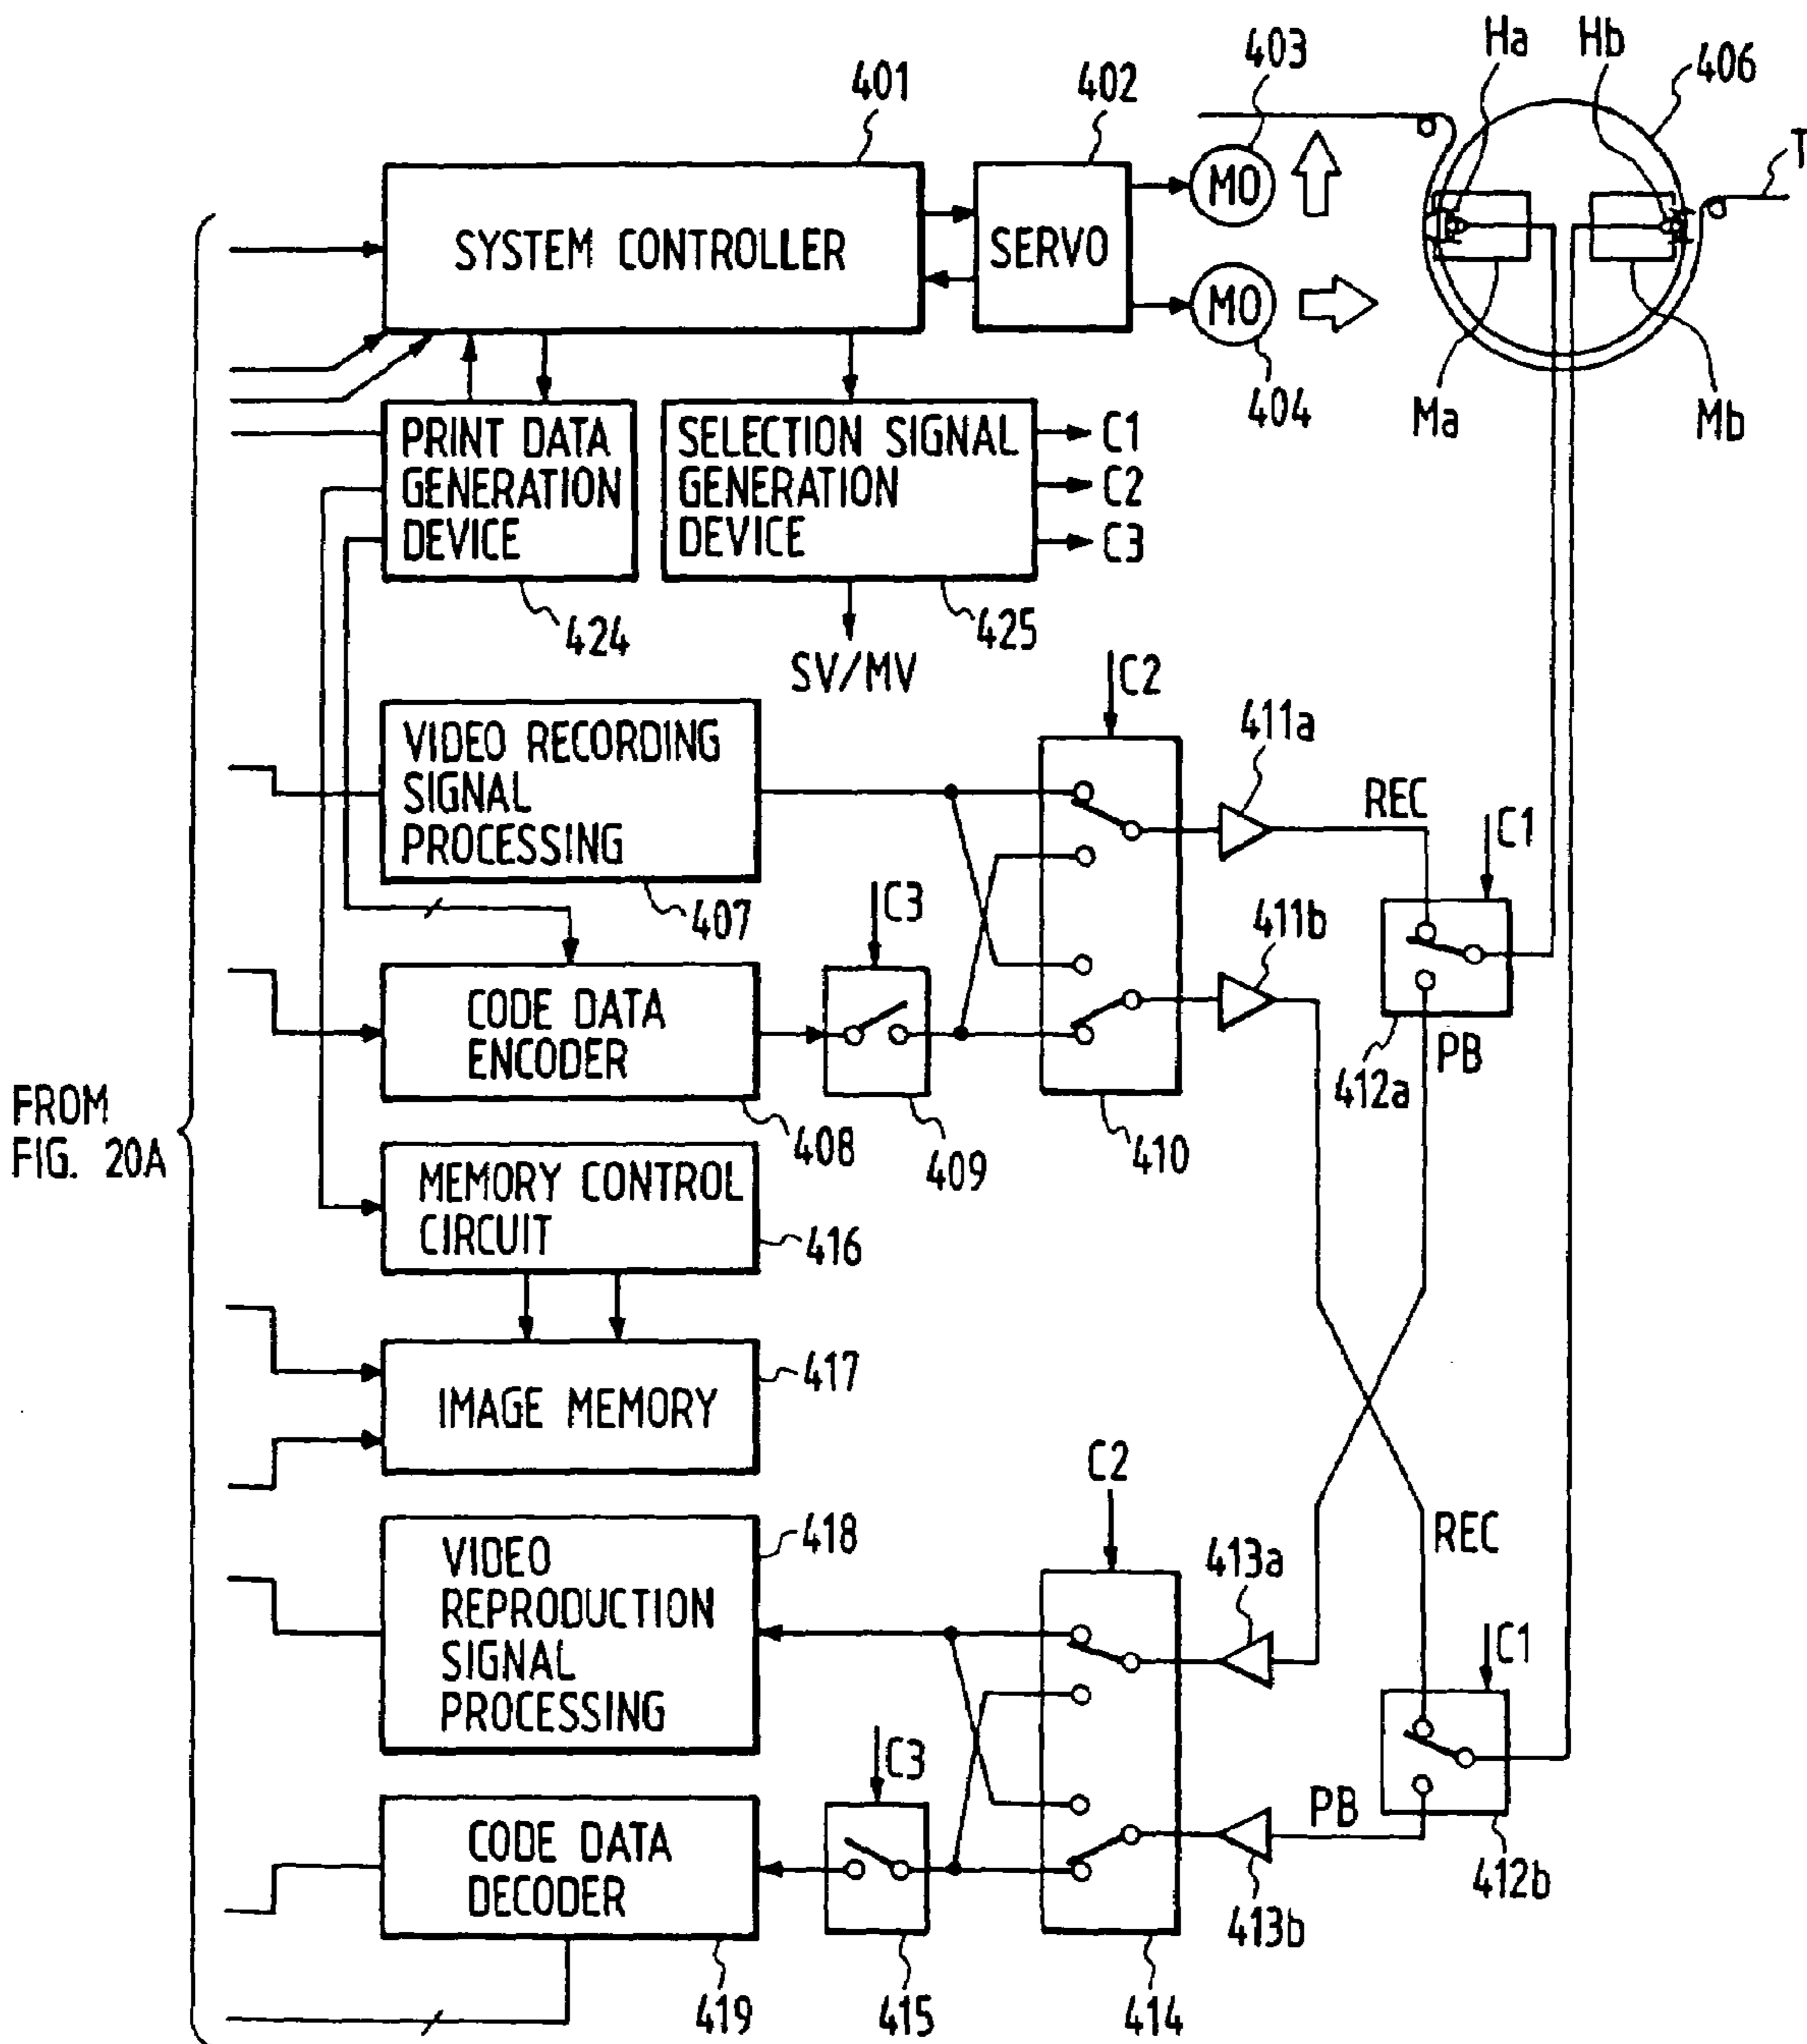 Ha
Hb
403
406
401
402
T
SYSTEM CONTROLLER
SERVO
MO
MO
404
Ma
Mb
PRINT DATA
GENERATION
DEVICE
SELECTION SIGNAL
GENERATION
DEVICE
C1
C2
C3
424
425
SV/MV
C2
411a
VIDEO RECORDING
SIGNAL
PROCESSING
REC
C1
407
C3
411b
CODE DATA
ENCODER
PB
412a
FROM
FIG. 20A
408
409
410
MEMORY CONTROL
CIRCUIT
416
417
IMAGE MEMORY
C2
418
REC
VIDEO
REPRODUCTION
SIGNAL
PROCESSING
413a
C1
C3
PB
CODE DATA
DECODER
412b
413b
419
415
414